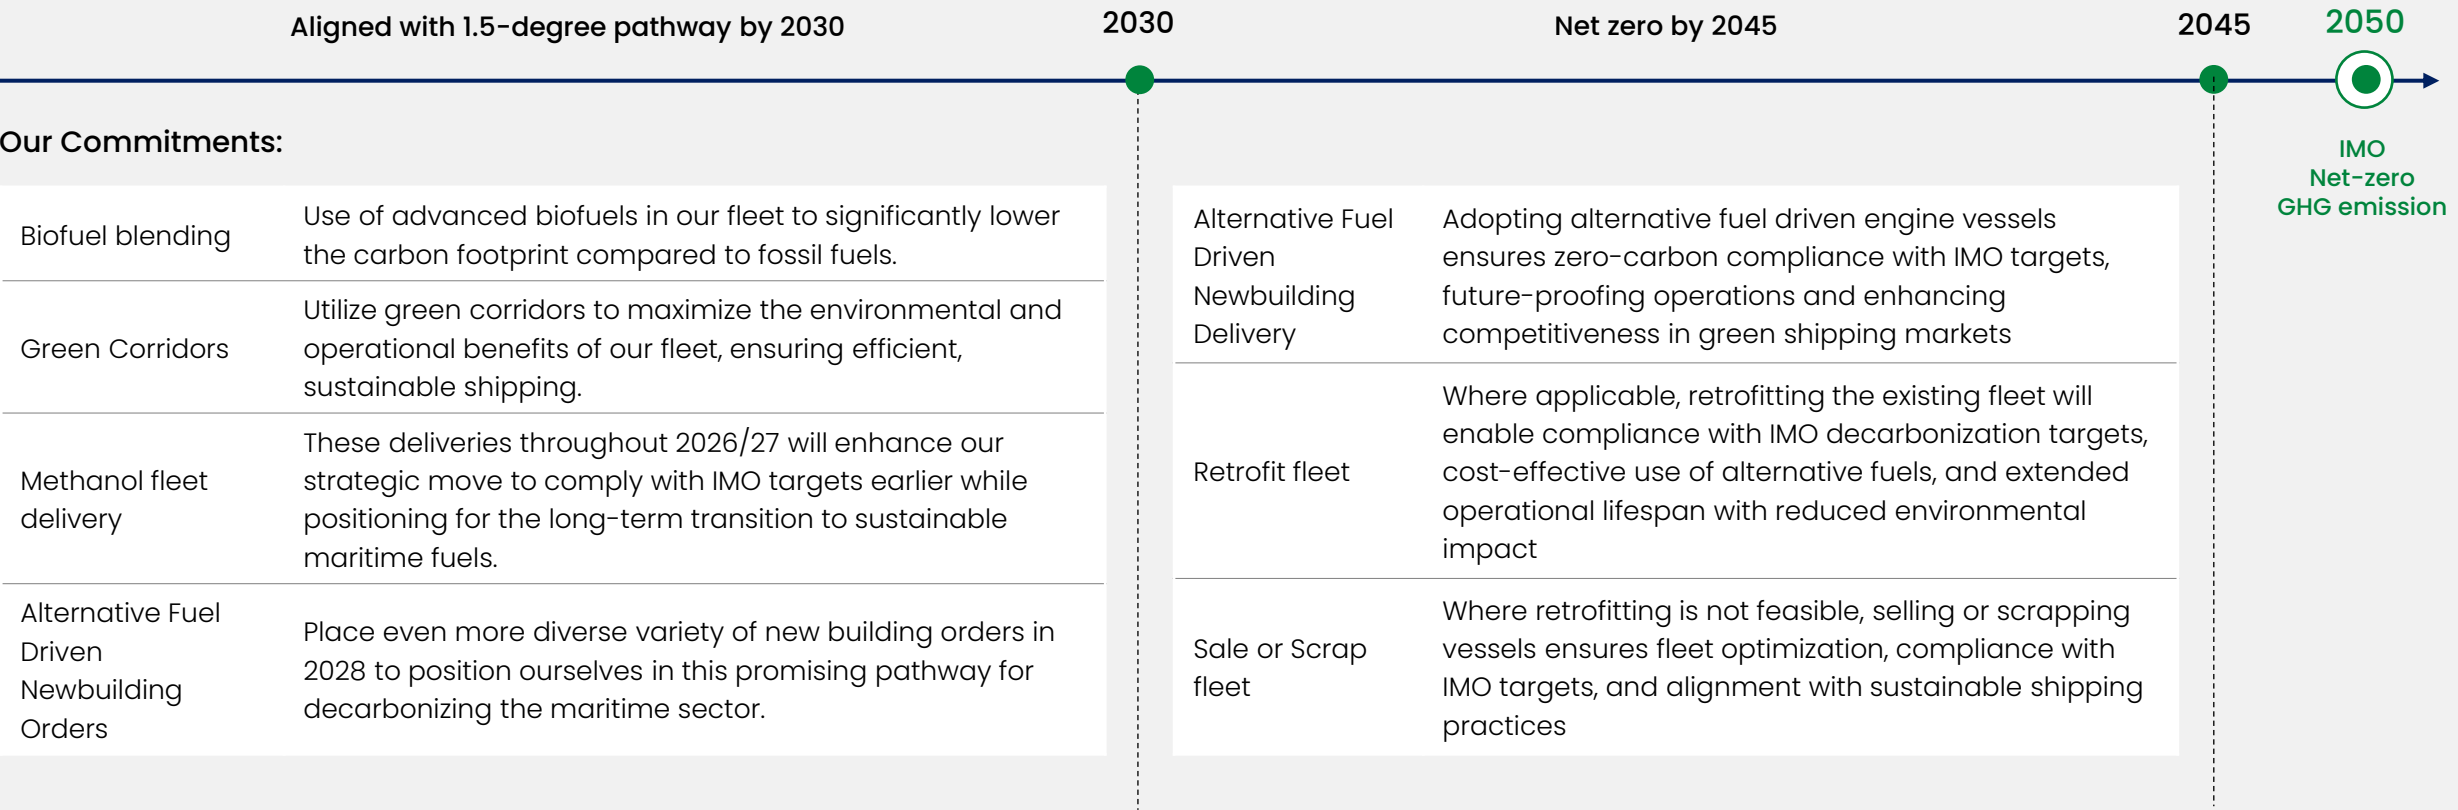 Aligned with 1.5-degree pathway by 2030
2030
Net zero by 2045
2045
2050
IMO
Net-zero
GHG emission
Our Commitments:
Biofuel blending
Use of advanced biofuels in our fleet to significantly lower
the carbon footprint compared to fossil fuels.
Green Corridors
Utilize green corridors to maximize the environmental and
operational benefits of our fleet, ensuring efficient,
sustainable shipping.
Methanol fleet
delivery
These deliveries throughout 2026/27 will enhance our
strategic move to comply with IMO targets earlier while
positioning for the long-term transition to sustainable
maritime fuels.
Alternative Fuel
Driven
Newbuilding
Orders
Place even more diverse variety of new building orders in
2028 to position ourselves in this promising pathway for
decarbonizing the maritime sector.
Alternative Fuel
Driven
Newbuilding
Delivery
Adopting alternative fuel driven engine vessels
ensures zero-carbon compliance with IMO targets,
future-proofing operations and enhancing
competitiveness in green shipping markets
Retrofit fleet
Where applicable, retrofitting the existing fleet will
enable compliance with IMO decarbonization targets,
cost-effective use of alternative fuels, and extended
operational lifespan with reduced environmental
impact
Sale or Scrap
fleet
Where retrofitting is not feasible, selling or scrapping
vessels ensures fleet optimization, compliance with
IMO targets, and alignment with sustainable shipping
practices